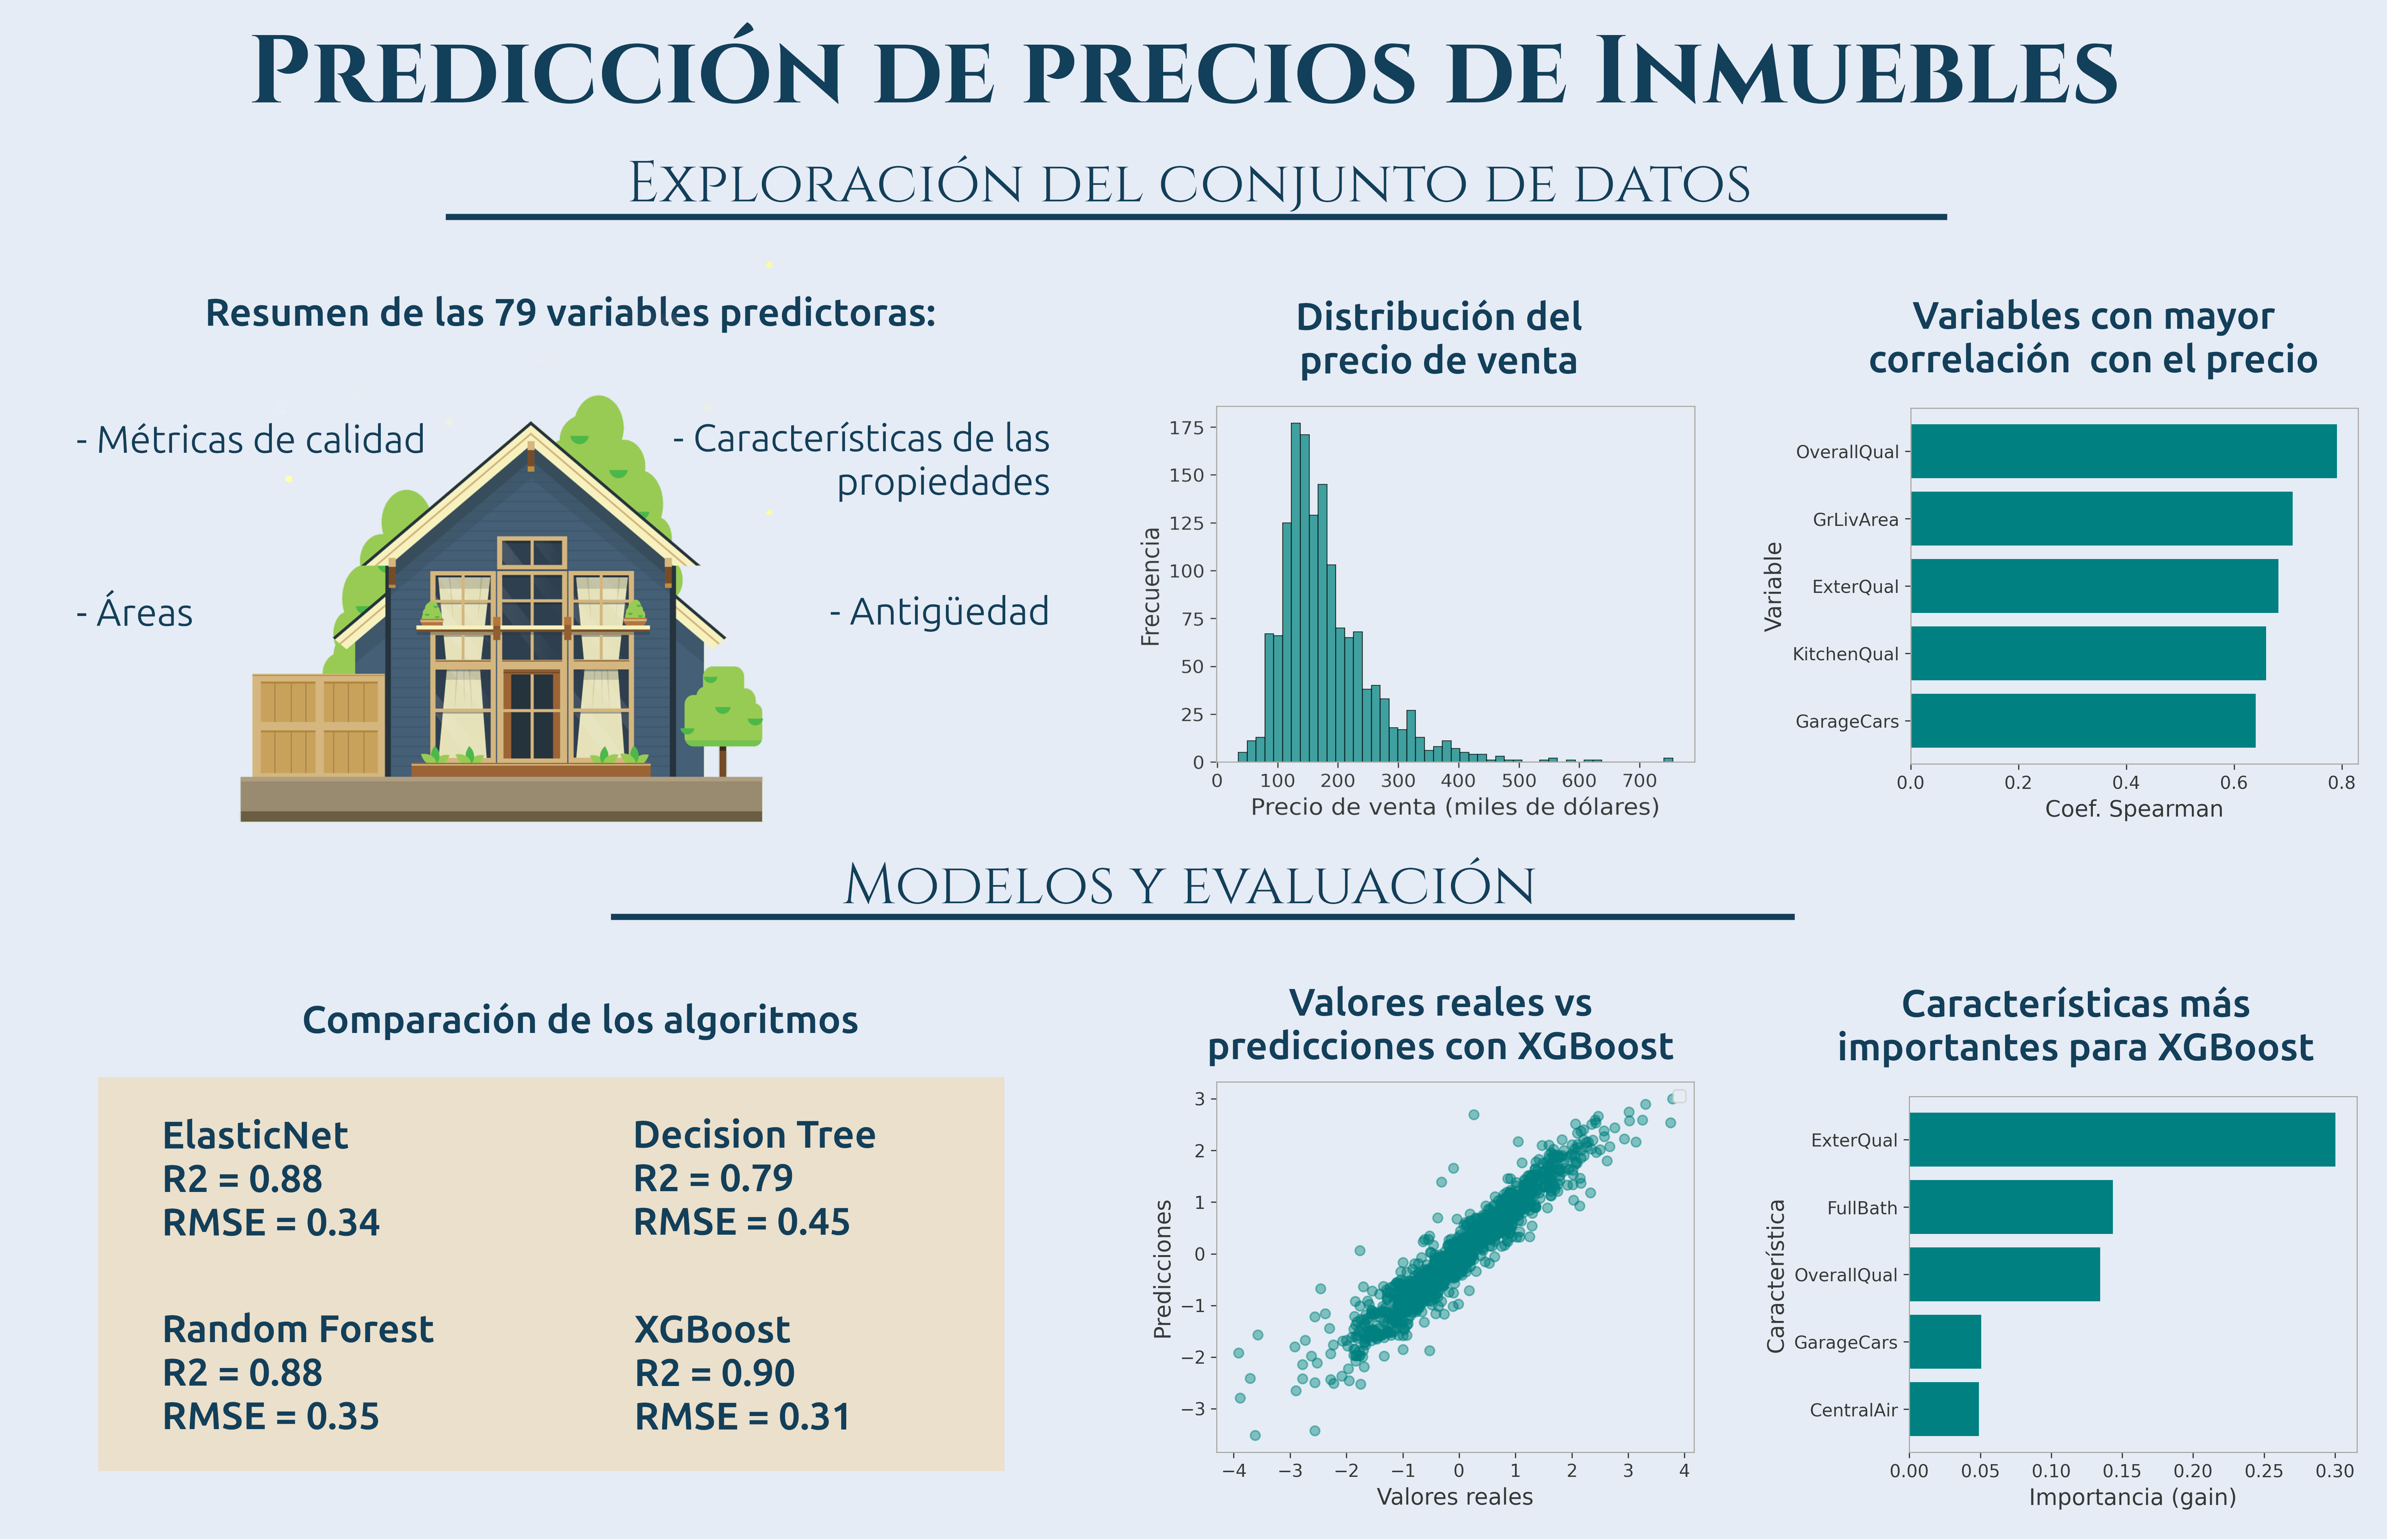 Predicción de precios de Inmuebles
Exploración del conjunto de datos
Resumen de las 79 variables predictoras:
- Métricas de calidad
- Características de las
propiedades
- Áreas
- Antigüedad
Distribución del
precio de venta
175
150
125
100
75
50
25
0
Frecuencia
0 100 200 300 400 500 600 700
Precio de venta (miles de dólares)
Variables con mayor
correlación con el precio
OverallQual
GrLivArea
ExterQual
KitchenQual
GarageCars
Variable
0.0 0.2 0.4 0.6 0.8
Coef. Spearman
Modelos y evaluación
Comparación de los algoritmos
ElasticNet
R2 = 0.88
RMSE = 0.34
Decision Tree
R2 = 0.79
RMSE = 0.45
Random Forest
R2 = 0.88
RMSE = 0.35
XGBoost
R2 = 0.90
RMSE = 0.31
Valores reales vs
predicciones con XGBoost
3
2
1
0
−1
−2
−3
Predicciones
−4 −3 −2 −1 0 1 2 3 4
Valores reales
Características más
importantes para XGBoost
ExterQual
FullBath
OverallQual
GarageCars
CentralAir
Característica
0.00 0.05 0.10 0.15 0.20 0.25 0.30
Importancia (gain)